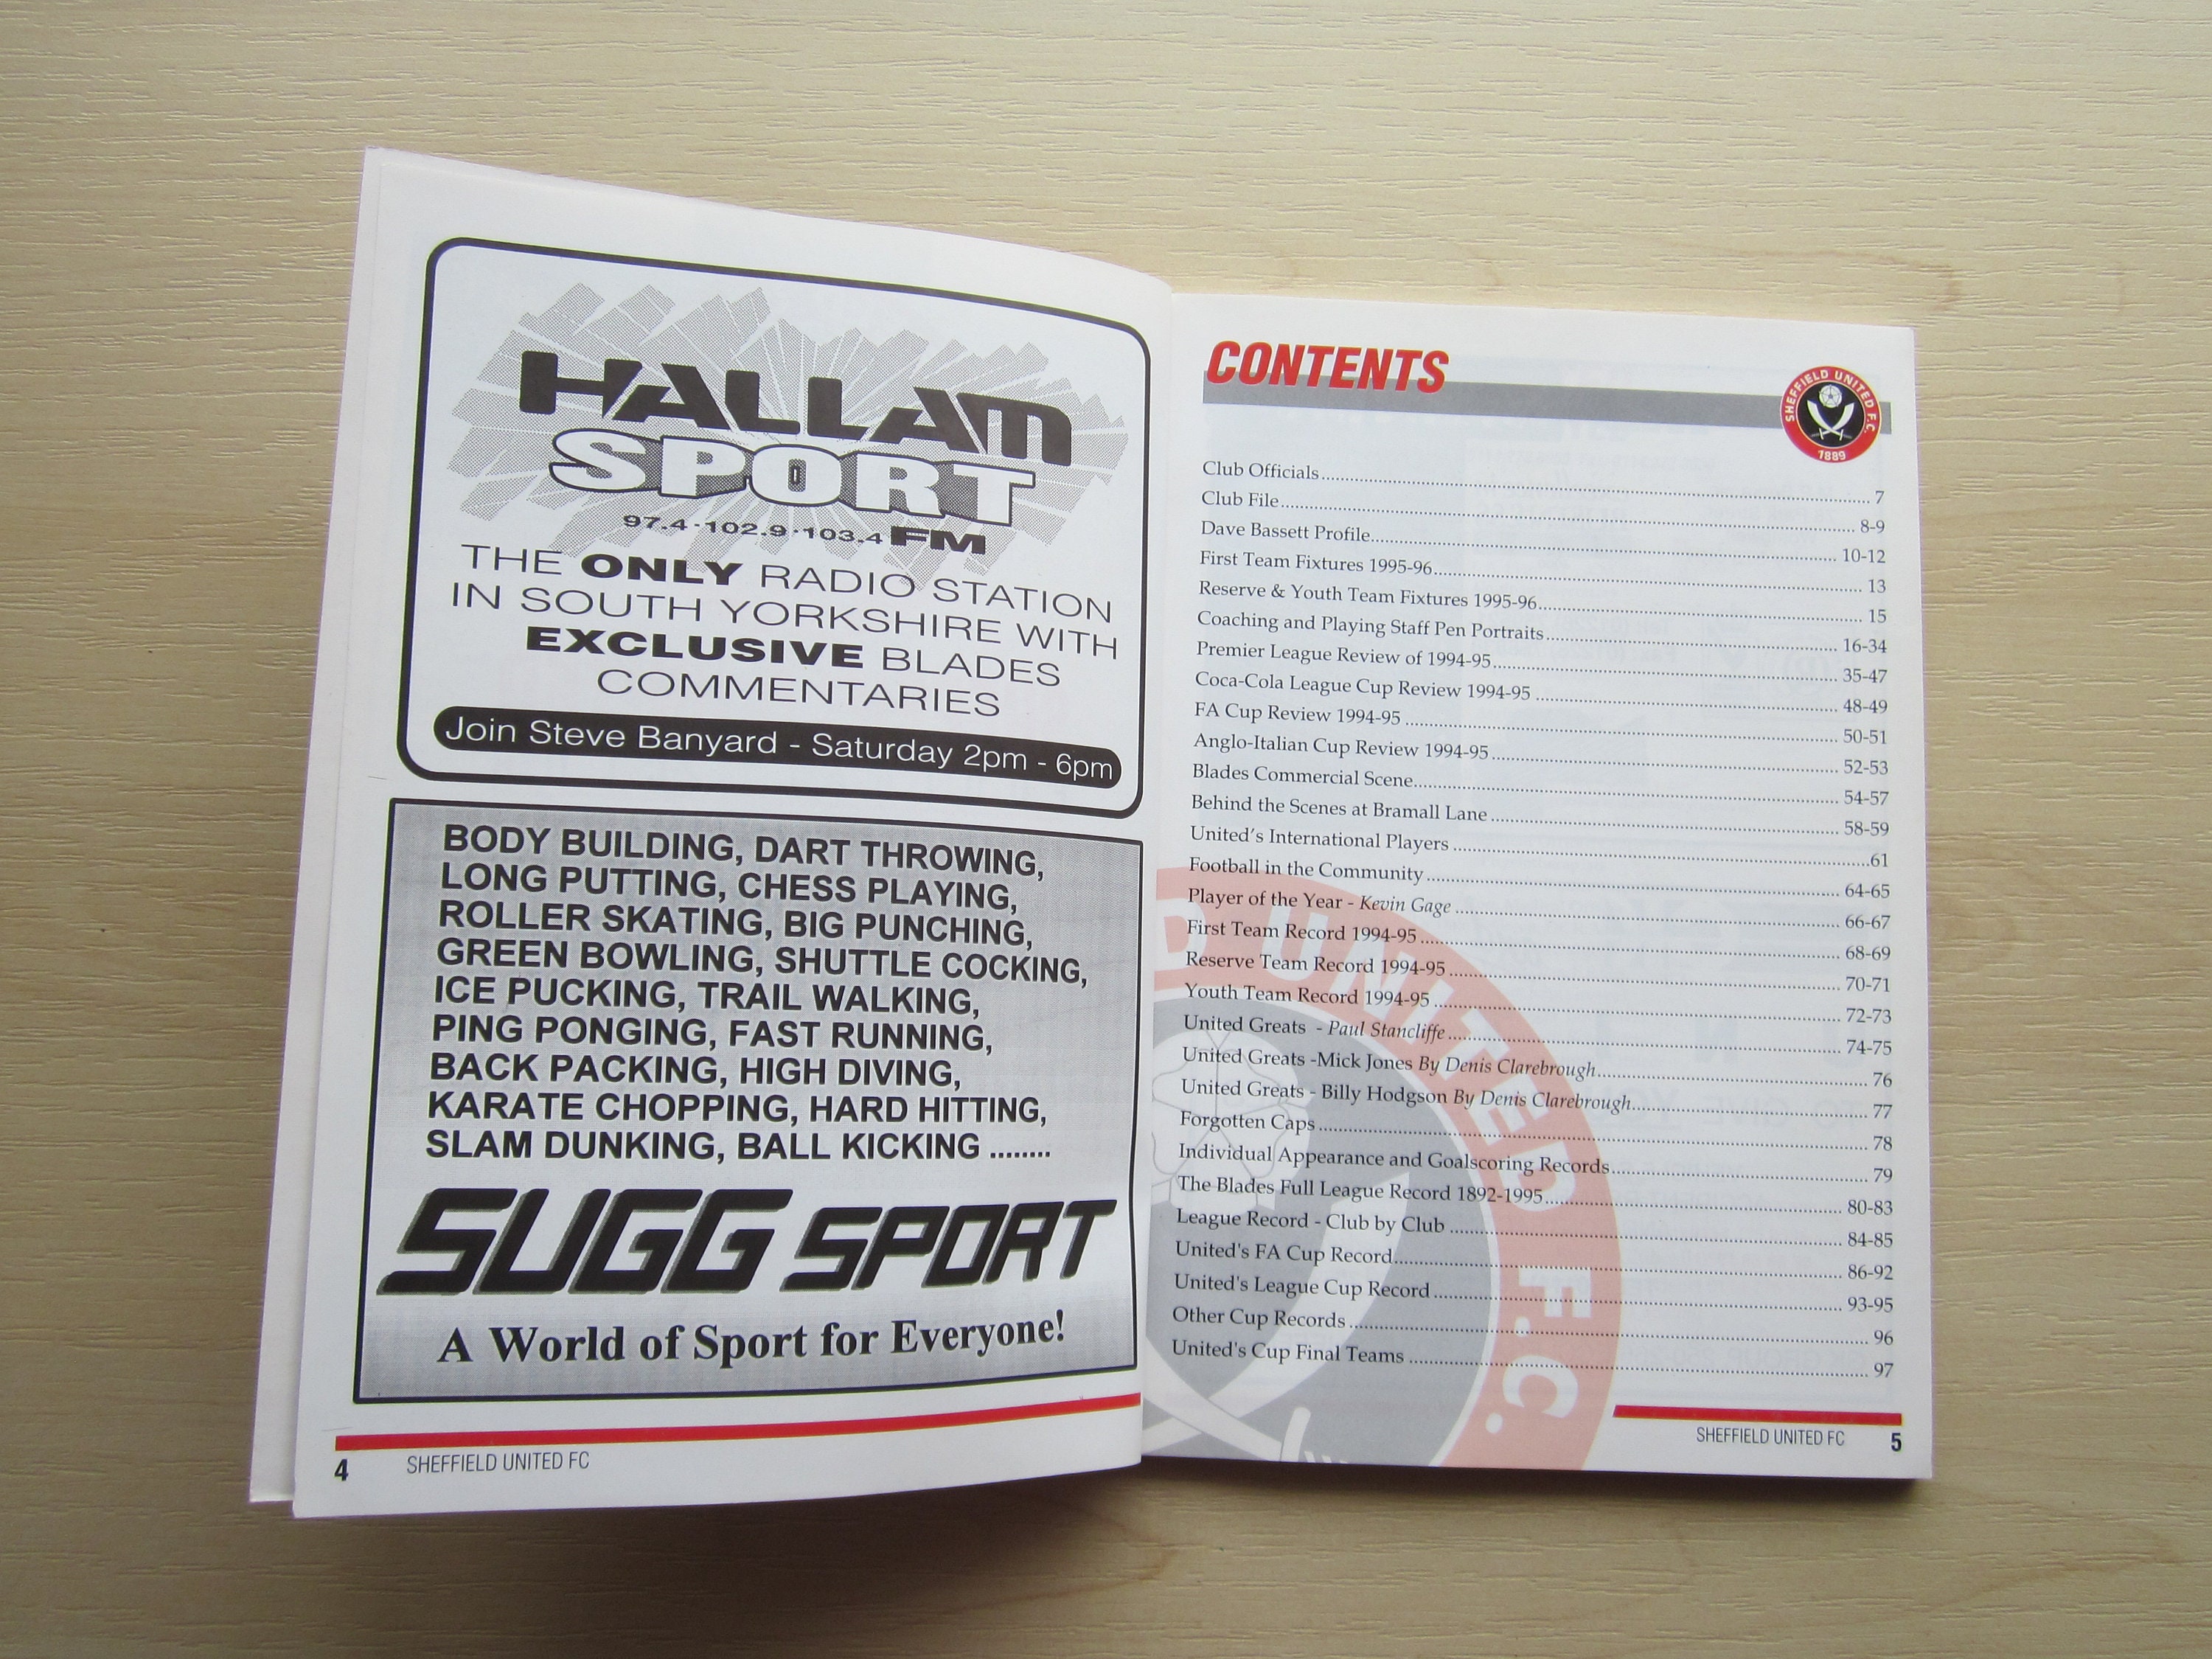 HALLAM
SPORT
97.4·102.9·103.4 FM
THE ONLY RADIO STATION
IN SOUTH YORKSHIRE WITH
EXCLUSIVE BLADES
COMMENTARIES
Join Steve Banyard - Saturday 2pm - 6pm
BODY BUILDING, DART THROWING,
LONG PUTTING, CHESS PLAYING,
ROLLER SKATING, BIG PUNCHING,
GREEN BOWLING, SHUTTLE COCKING,
ICE PUCKING, TRAIL WALKING,
PING PONGING, FAST RUNNING,
BACK PACKING, HIGH DIVING,
KARATE CHOPPING, HARD HITTING,
SLAM DUNKING, BALL KICKING ........
SUGG SPORT
A World of Sport for Everyone!
4 SHEFFIELD UNITED FC
CONTENTS
SHEFFIELD UNITED F.C.
1889
Club Officials 7
Club File 8-9
Dave Bassett Profile 10-12
First Team Fixtures 1995-96 13
Reserve & Youth Team Fixtures 1995-96 15
Coaching and Playing Staff Pen Portraits 16-34
Premier League Review of 1994-95 35-47
Coca-Cola League Cup Review 1994-95 48-49
FA Cup Review 1994-95 50-51
Anglo-Italian Cup Review 1994-95 52-53
Blades Commercial Scene 54-57
Behind the Scenes at Bramall Lane 58-59
United's International Players 61
Football in the Community 64-65
Player of the Year - Kevin Gage 66-67
First Team Record 1994-95 68-69
Reserve Team Record 1994-95 70-71
Youth Team Record 1994-95 72-73
United Greats - Paul Stancliffe 74-75
United Greats -Mick Jones By Denis Clarebrough 76
United Greats - Billy Hodgson By Denis Clarebrough 77
Forgotten Caps 78
Individual Appearance and Goalscoring Records 79
The Blades Full League Record 1892-1995 80-83
League Record - Club by Club 84-85
United's FA Cup Record 86-92
United's League Cup Record 93-95
Other Cup Records 96
United's Cup Final Teams 97
D UNITED F.C.
SHEFFIELD UNITED FC 5